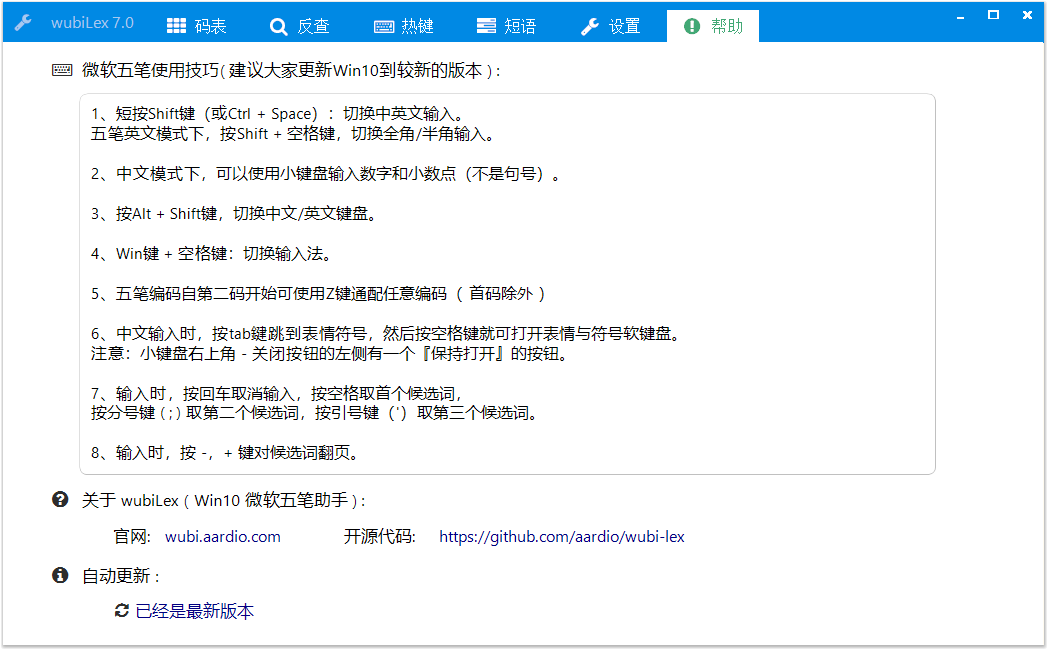 wubiLex 7.0 码表 反查 热键 短语 设置 帮助
微软五笔使用技巧( 建议大家更新Win10到较新的版本 ) :
1、短按Shift键（或Ctrl + Space）：切换中英文输入。
五笔英文模式下，按Shift + 空格键，切换全角/半角输入。
2、中文模式下，可以使用小键盘输入数字和小数点（不是句号）。
3、按Alt + Shift键，切换中文/英文键盘。
4、Win键 + 空格键：切换输入法。
5、五笔编码自第二码开始可使用Z键通配任意编码（ 首码除外 ）
6、中文输入时，按tab鍵跳到表情符号，然后按空格键就可打开表情与符号软键盘。
注意：小键盘右上角 - 关闭按钮的左侧有一个『保持打开』的按钮。
7、输入时，按回车取消输入，按空格取首个候选词，
按分号键 ( ; ) 取第二个候选词，按引号键（'）取第三个候选词。
8、输入时，按 -，+ 键对候选词翻页。
关于 wubiLex ( Win10 微软五笔助手 ) :
官网: wubi.aardio.com 开源代码: https://github.com/aardio/wubi-lex
自动更新 :
已经是最新版本